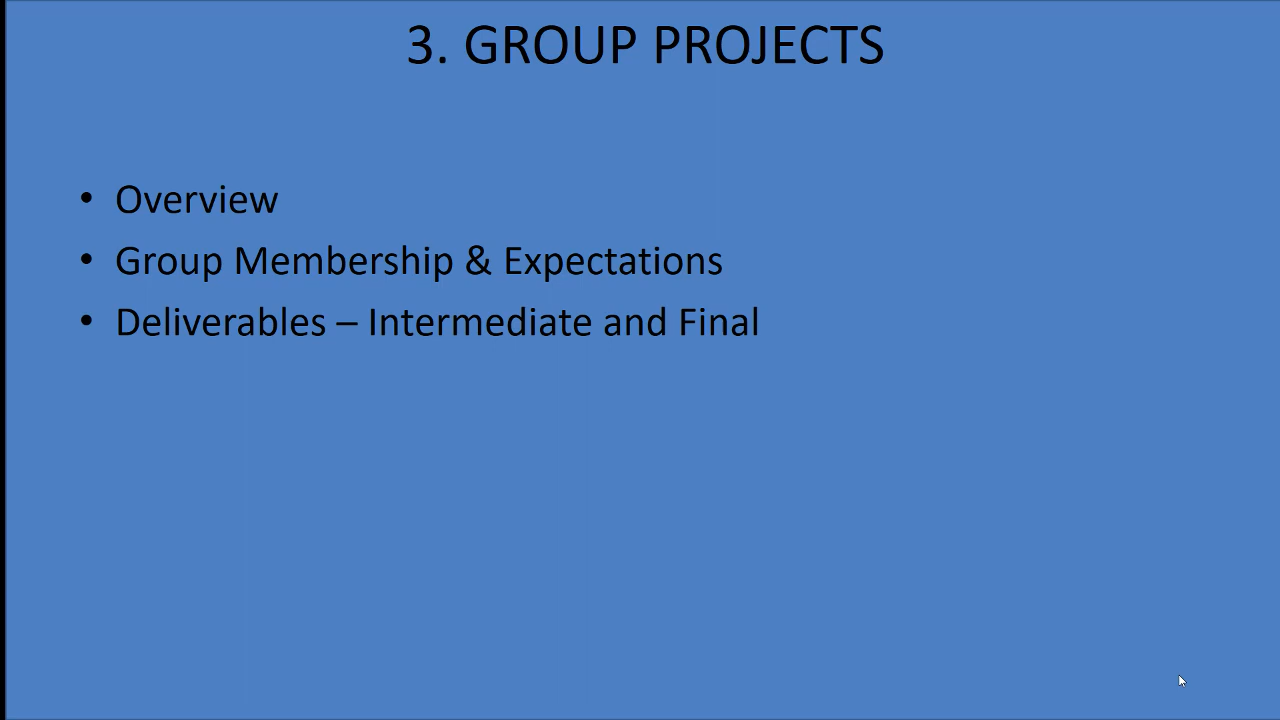 3. GROUP PROJECTS
• Overview
• Group Membership & Expectations
• Deliverables – Intermediate and Final